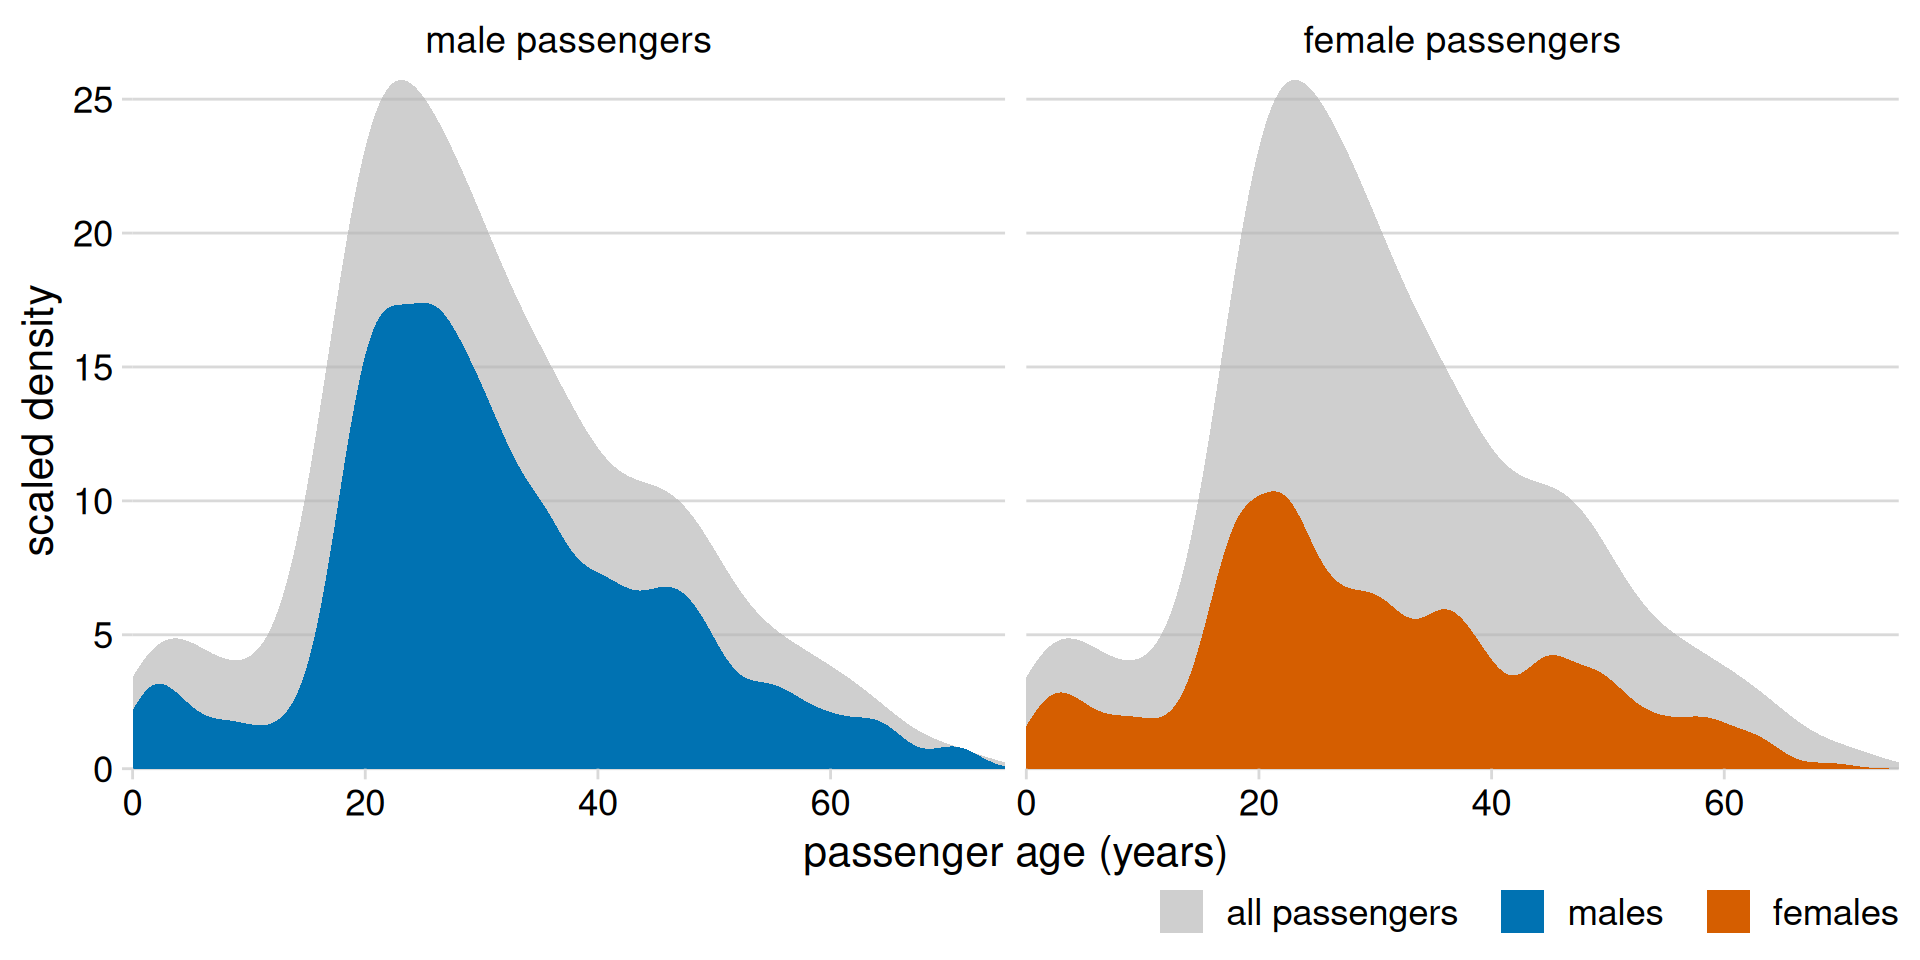 male passengers
female passengers
25
20
15
10
5
0
scaled density
0 20 40 60
0 20 40 60
passenger age (years)
all passengers males females